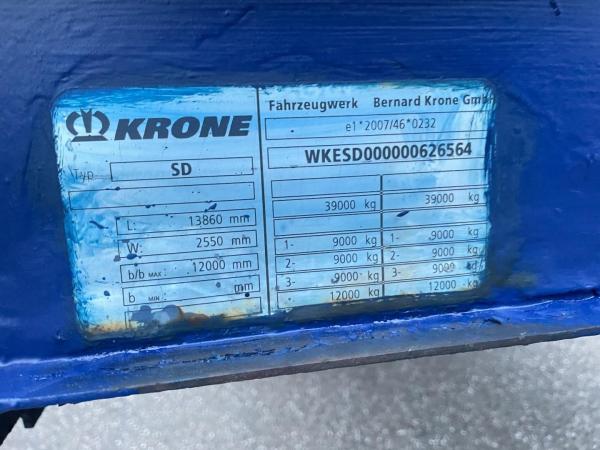 KRONE
Fahrzeugwerk Bernard Krone GmbH
e1*2007/46*0232
Typ SD
WKESD000000626564
39000 kg 39000 kg
L: 13860 mm
W: 2550 mm
b/b MAX: 12000 mm
b MIN: mm
1- 9000 kg 1- 9000 kg
2- 9000 kg 2- 9000 kg
3- 9000 kg 3- 9000 kg
12000 kg 12000 kg